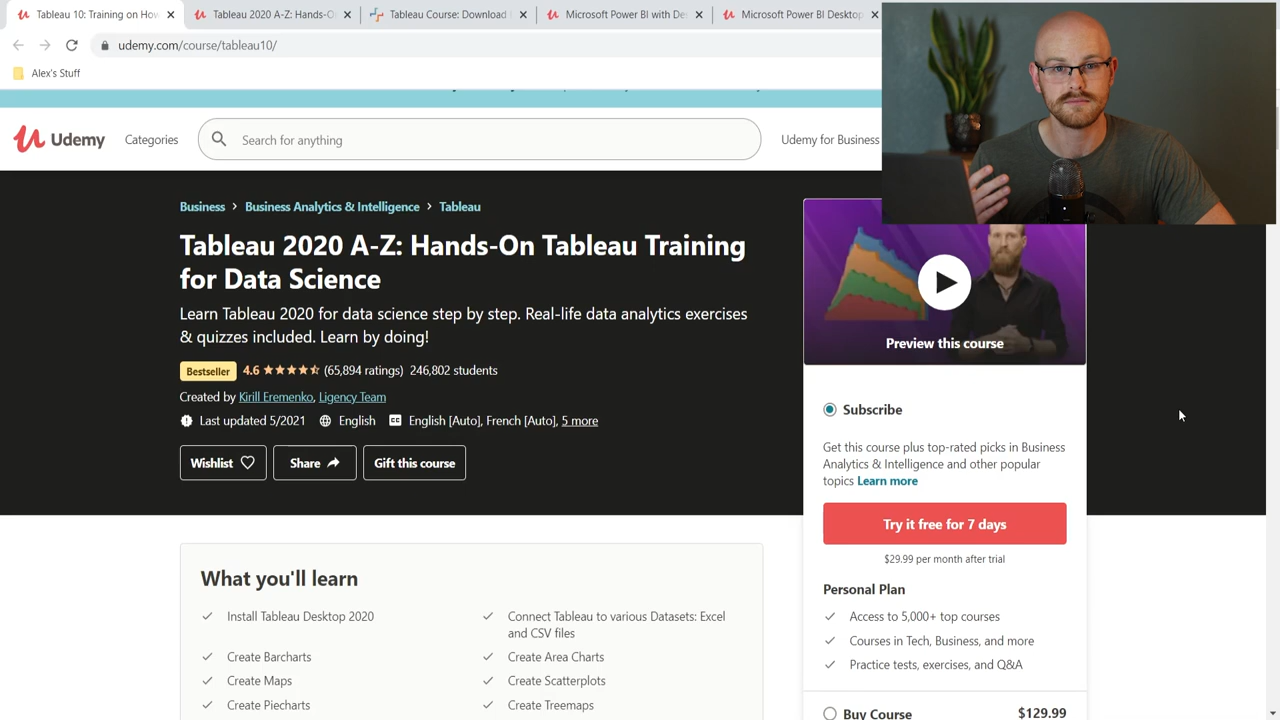 Tableau 10: Training on How
Tableau 2020 A-Z: Hands-O
Tableau Course: Download
Microsoft Power BI with De
Microsoft Power BI Desktop
udemy.com/course/tableau10/
Alex's Stuff
Udemy
Categories
Search for anything
Udemy for Business
Business > Business Analytics & Intelligence > Tableau
Tableau 2020 A-Z: Hands-On Tableau Training
for Data Science
Learn Tableau 2020 for data science step by step. Real-life data analytics exercises
& quizzes included. Learn by doing!
Bestseller 4.6 (65,894 ratings) 246,802 students
Created by Kirill Eremenko, Ligency Team
Last updated 5/2021 English English [Auto], French [Auto], 5 more
Wishlist Share Gift this course
Preview this course
Subscribe
Get this course plus top-rated picks in Business
Analytics & Intelligence and other popular
topics Learn more
Try it free for 7 days
$29.99 per month after trial
Personal Plan
Access to 5,000+ top courses
Courses in Tech, Business, and more
Practice tests, exercises, and Q&A
Buy Course $129.99
What you'll learn
Install Tableau Desktop 2020
Connect Tableau to various Datasets: Excel
and CSV files
Create Barcharts
Create Area Charts
Create Maps
Create Scatterplots
Create Piecharts
Create Treemaps